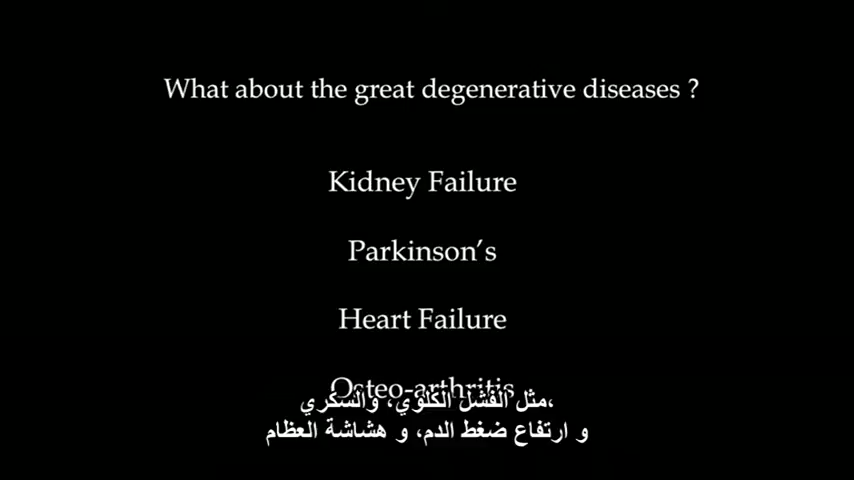 What about the great degenerative diseases ?
Kidney Failure
Parkinson's
Heart Failure
Osteo-arthritis
مثل الفشل الكلوي، والسكري،
و ارتفاع ضغط الدم، و هشاشة العظام